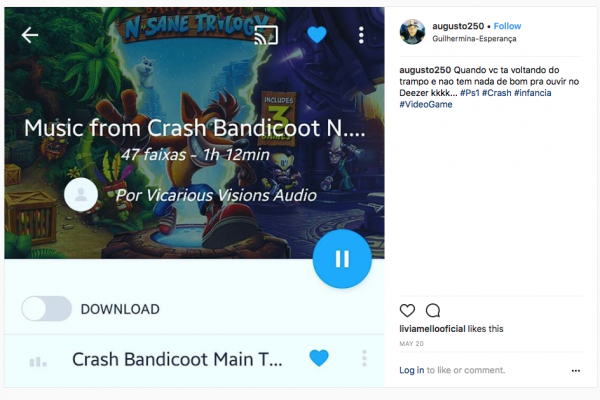 N. SANE TRILOGY
INCLUDES
3
GAMES
Music from Crash Bandicoot N....
47 faixas - 1h 12min
Por Vicarious Visions Audio
DOWNLOAD
Crash Bandicoot Main T...
augusto250 • Follow
Guilhermina-Esperança
augusto250 Quando vc ta voltando do
trampo e nao tem nada de bom pra ouvir no
Deezer kkkk... #Ps1 #Crash #infancia
#VideoGame
liviamellooficial likes this
MAY 20
Log in to like or comment.